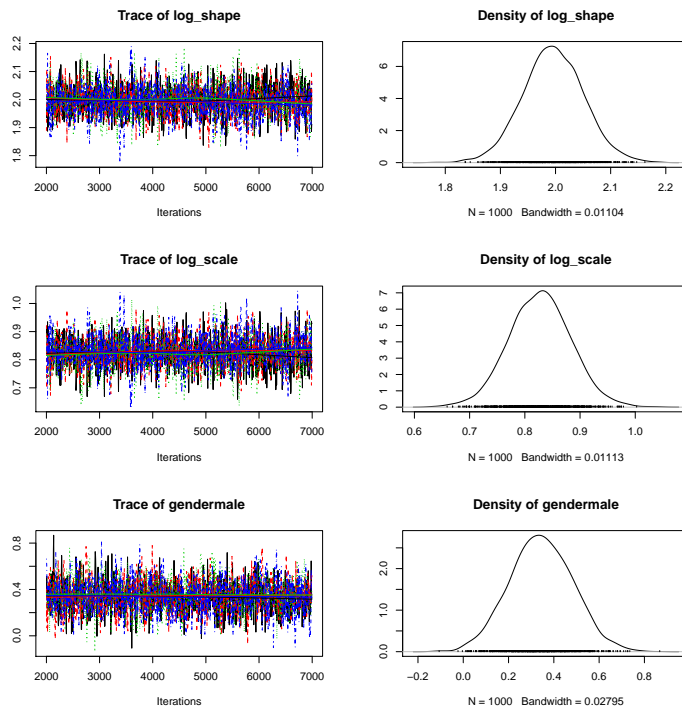 Trace of log_shape
1.8 1.9 2.0 2.1 2.2
2000 3000 4000 5000 6000 7000
Iterations
Density of log_shape
0 2 4 6
1.8 1.9 2.0 2.1 2.2
N = 1000 Bandwidth = 0.01104
Trace of log_scale
0.7 0.8 0.9 1.0
2000 3000 4000 5000 6000 7000
Iterations
Density of log_scale
0 1 2 3 4 5 6 7
0.6 0.7 0.8 0.9 1.0
N = 1000 Bandwidth = 0.01113
Trace of gendermale
0.0 0.4 0.8
2000 3000 4000 5000 6000 7000
Iterations
Density of gendermale
0.0 1.0 2.0
−0.2 0.0 0.2 0.4 0.6 0.8
N = 1000 Bandwidth = 0.02795